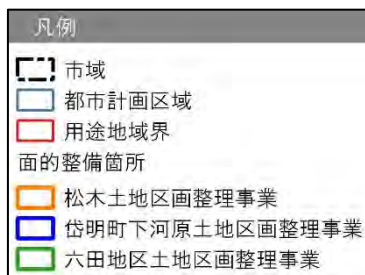 凡例
市域
都市計画区域
用途地域界
面的整備箇所
松木土地区画整理事業
岱明町下河原土地区画整理事業
六田地区土地区画整理事業